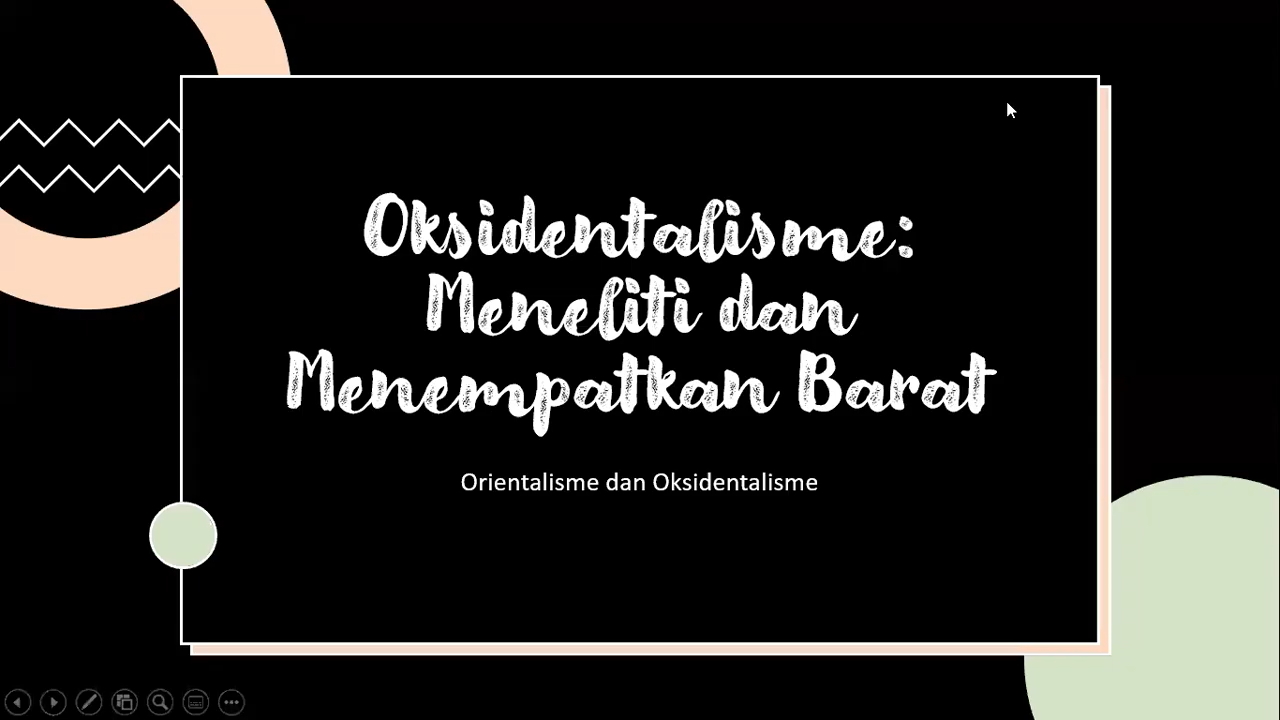 Oksidentalisme:
Meneliti dan
Menempatkan Barat
Orientalisme dan Oksidentalisme